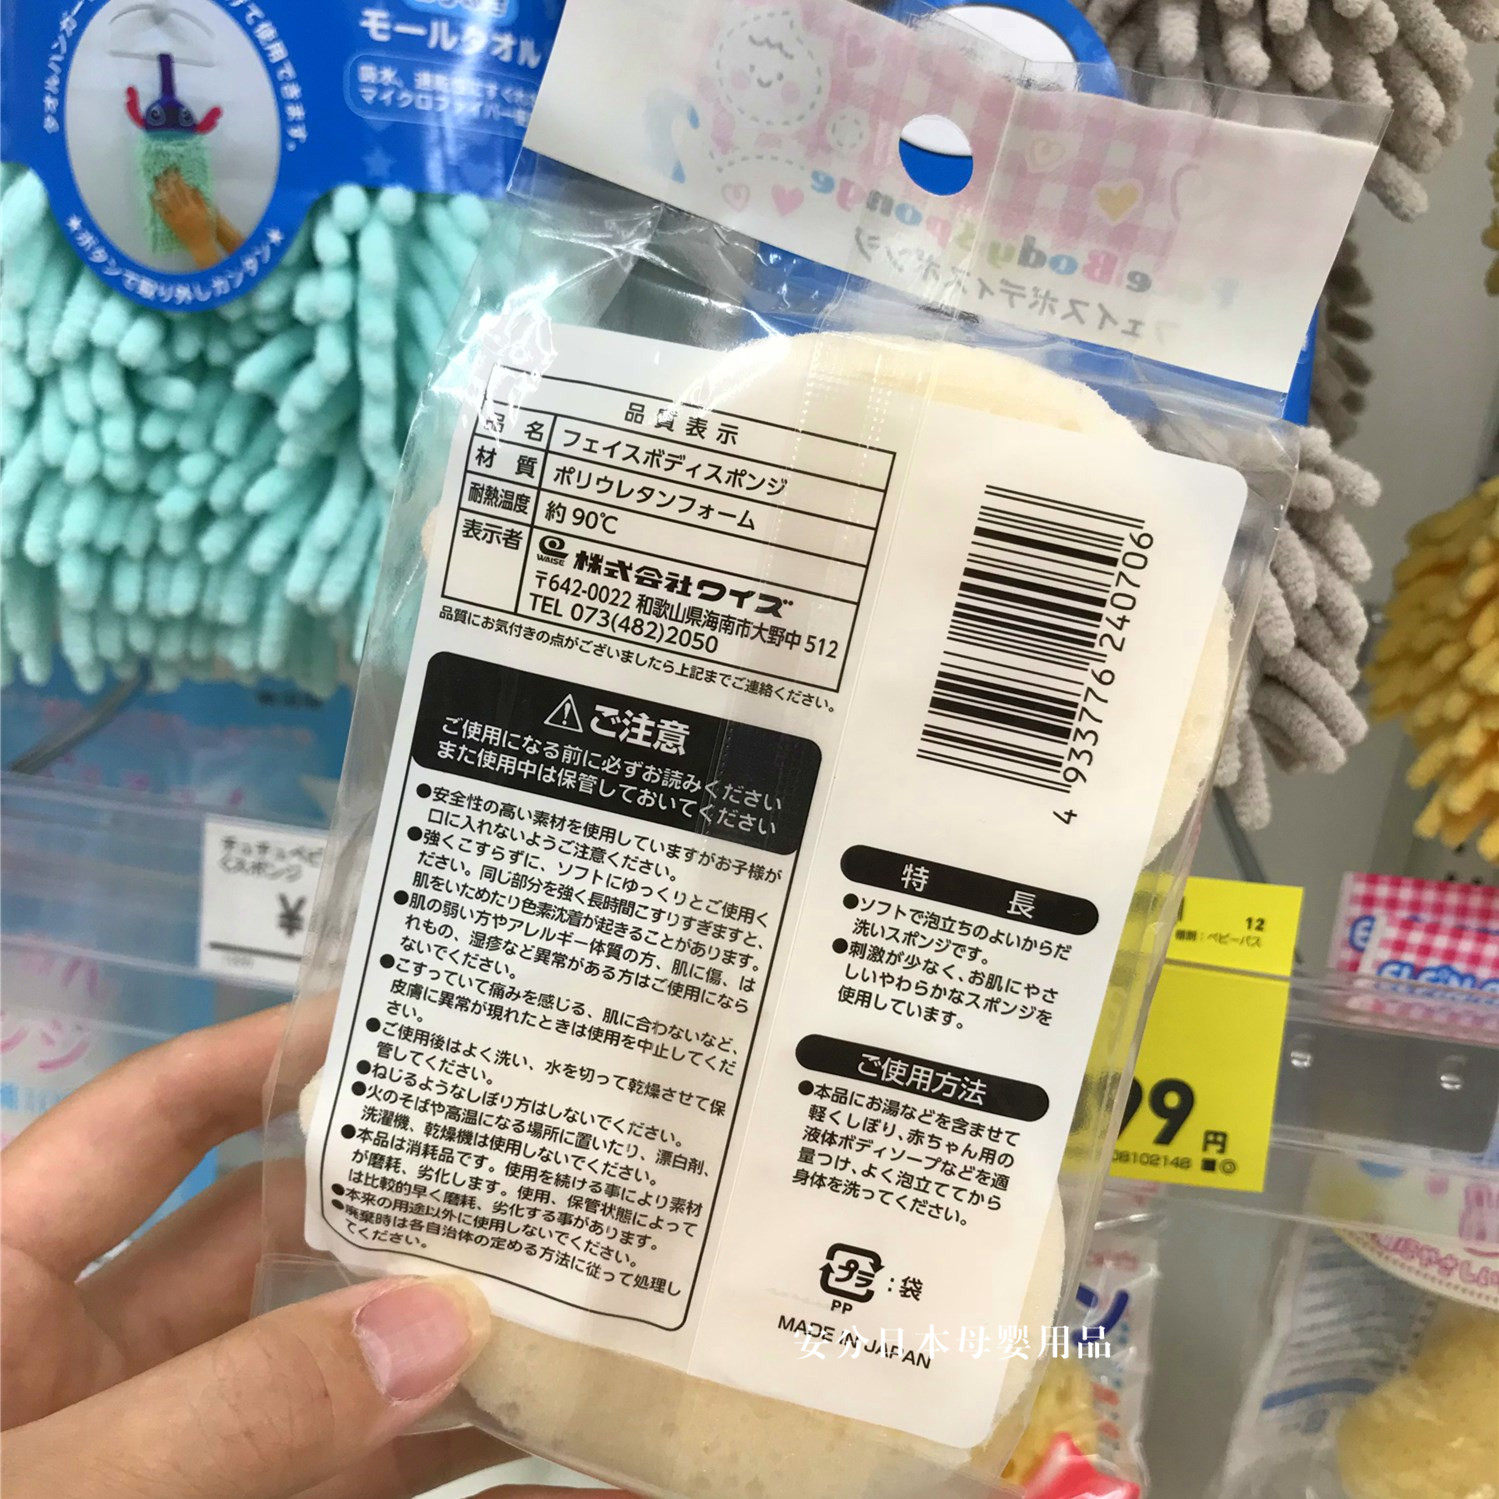 モールタオル
マイクロファイバー
けて使用できます。
★ボタンで取り外しカンタン★
e Body Sponge
フェイスボディスポンジ
品質表示
品名 フェイスボディスポンジ
材質 ポリウレタンフォーム
耐熱温度 約90℃
表示者 WAISE 株式会社ワイズ
〒642-0022 和歌山県海南市大野中512
TEL 073(482)2050
品質にお気付きの点がございましたら上記までご連絡ください。
⚠ご注意
ご使用になる前に必ずお読みください
また使用中は保管しておいてください
●安全性の高い素材を使用していますがお子様が
口に入れないようご注意ください。
●強くこすらずに、ソフトにゆっくりとご使用く
ださい。同じ部分を強く長時間こすりすぎますと、
肌をいためたり色素沈着が起きることがあります。
●肌の弱い方やアレルギー体質の方、肌に傷、は
れもの、湿疹など異常がある方はご使用になら
ないでください。
●こすっていて痛みを感じる、肌に合わないなど、
皮膚に異常が現れたときは使用を中止してくだ
さい。
●ご使用後はよく洗い、水を切って乾燥させて保
管してください。
●ねじるようなしぼり方はしないでください。
●火のそばや高温になる場所に置いたり、漂白剤、
洗濯機、乾燥機は使用しないでください。
●本品は消耗品です。使用を続ける事により素材
が磨耗、劣化します。使用、保管状態によって
は比較的早く磨耗、劣化する事があります。
●本来の用途以外に使用しないでください。
●廃棄時は各自治体の定める方法に従って処理し
てください。
4 933776 240706
特長
●ソフトで泡立ちのよいからだ
洗いスポンジです。
●刺激が少なく、お肌にやさ
しいやわらかなスポンジを
使用しています。
ご使用方法
●本品にお湯などを含ませて
軽くしぼり、赤ちゃん用の
液体ボディソープなどを適
量つけ、よく泡立ててから
身体を洗ってください。
プラ :袋
PP
MADE IN JAPAN
安分日本母婴用品
12
99円